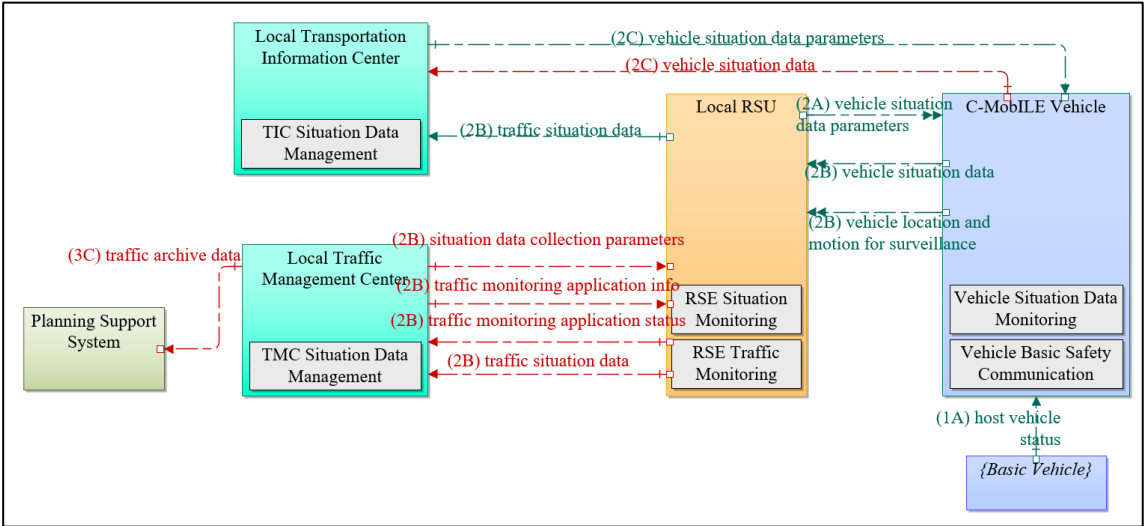 Local Transportation
Information Center
TIC Situation Data
Management
(2C) vehicle situation data parameters
(2C) vehicle situation data
(2B) traffic situation data
Local RSU
(2A) vehicle situation
data parameters
C-MobILE Vehicle
(2B) vehicle situation data
(2B) vehicle location and
motion for surveillance
(3C) traffic archive data
Local Traffic
Management Center
(2B) situation data collection parameters
(2B) traffic monitoring application info
(2B) traffic monitoring application status
(2B) traffic situation data
TMC Situation Data
Management
Planning Support
System
RSE Situation
Monitoring
RSE Traffic
Monitoring
Vehicle Situation Data
Monitoring
Vehicle Basic Safety
Communication
(1A) host vehicle
status
{Basic Vehicle}